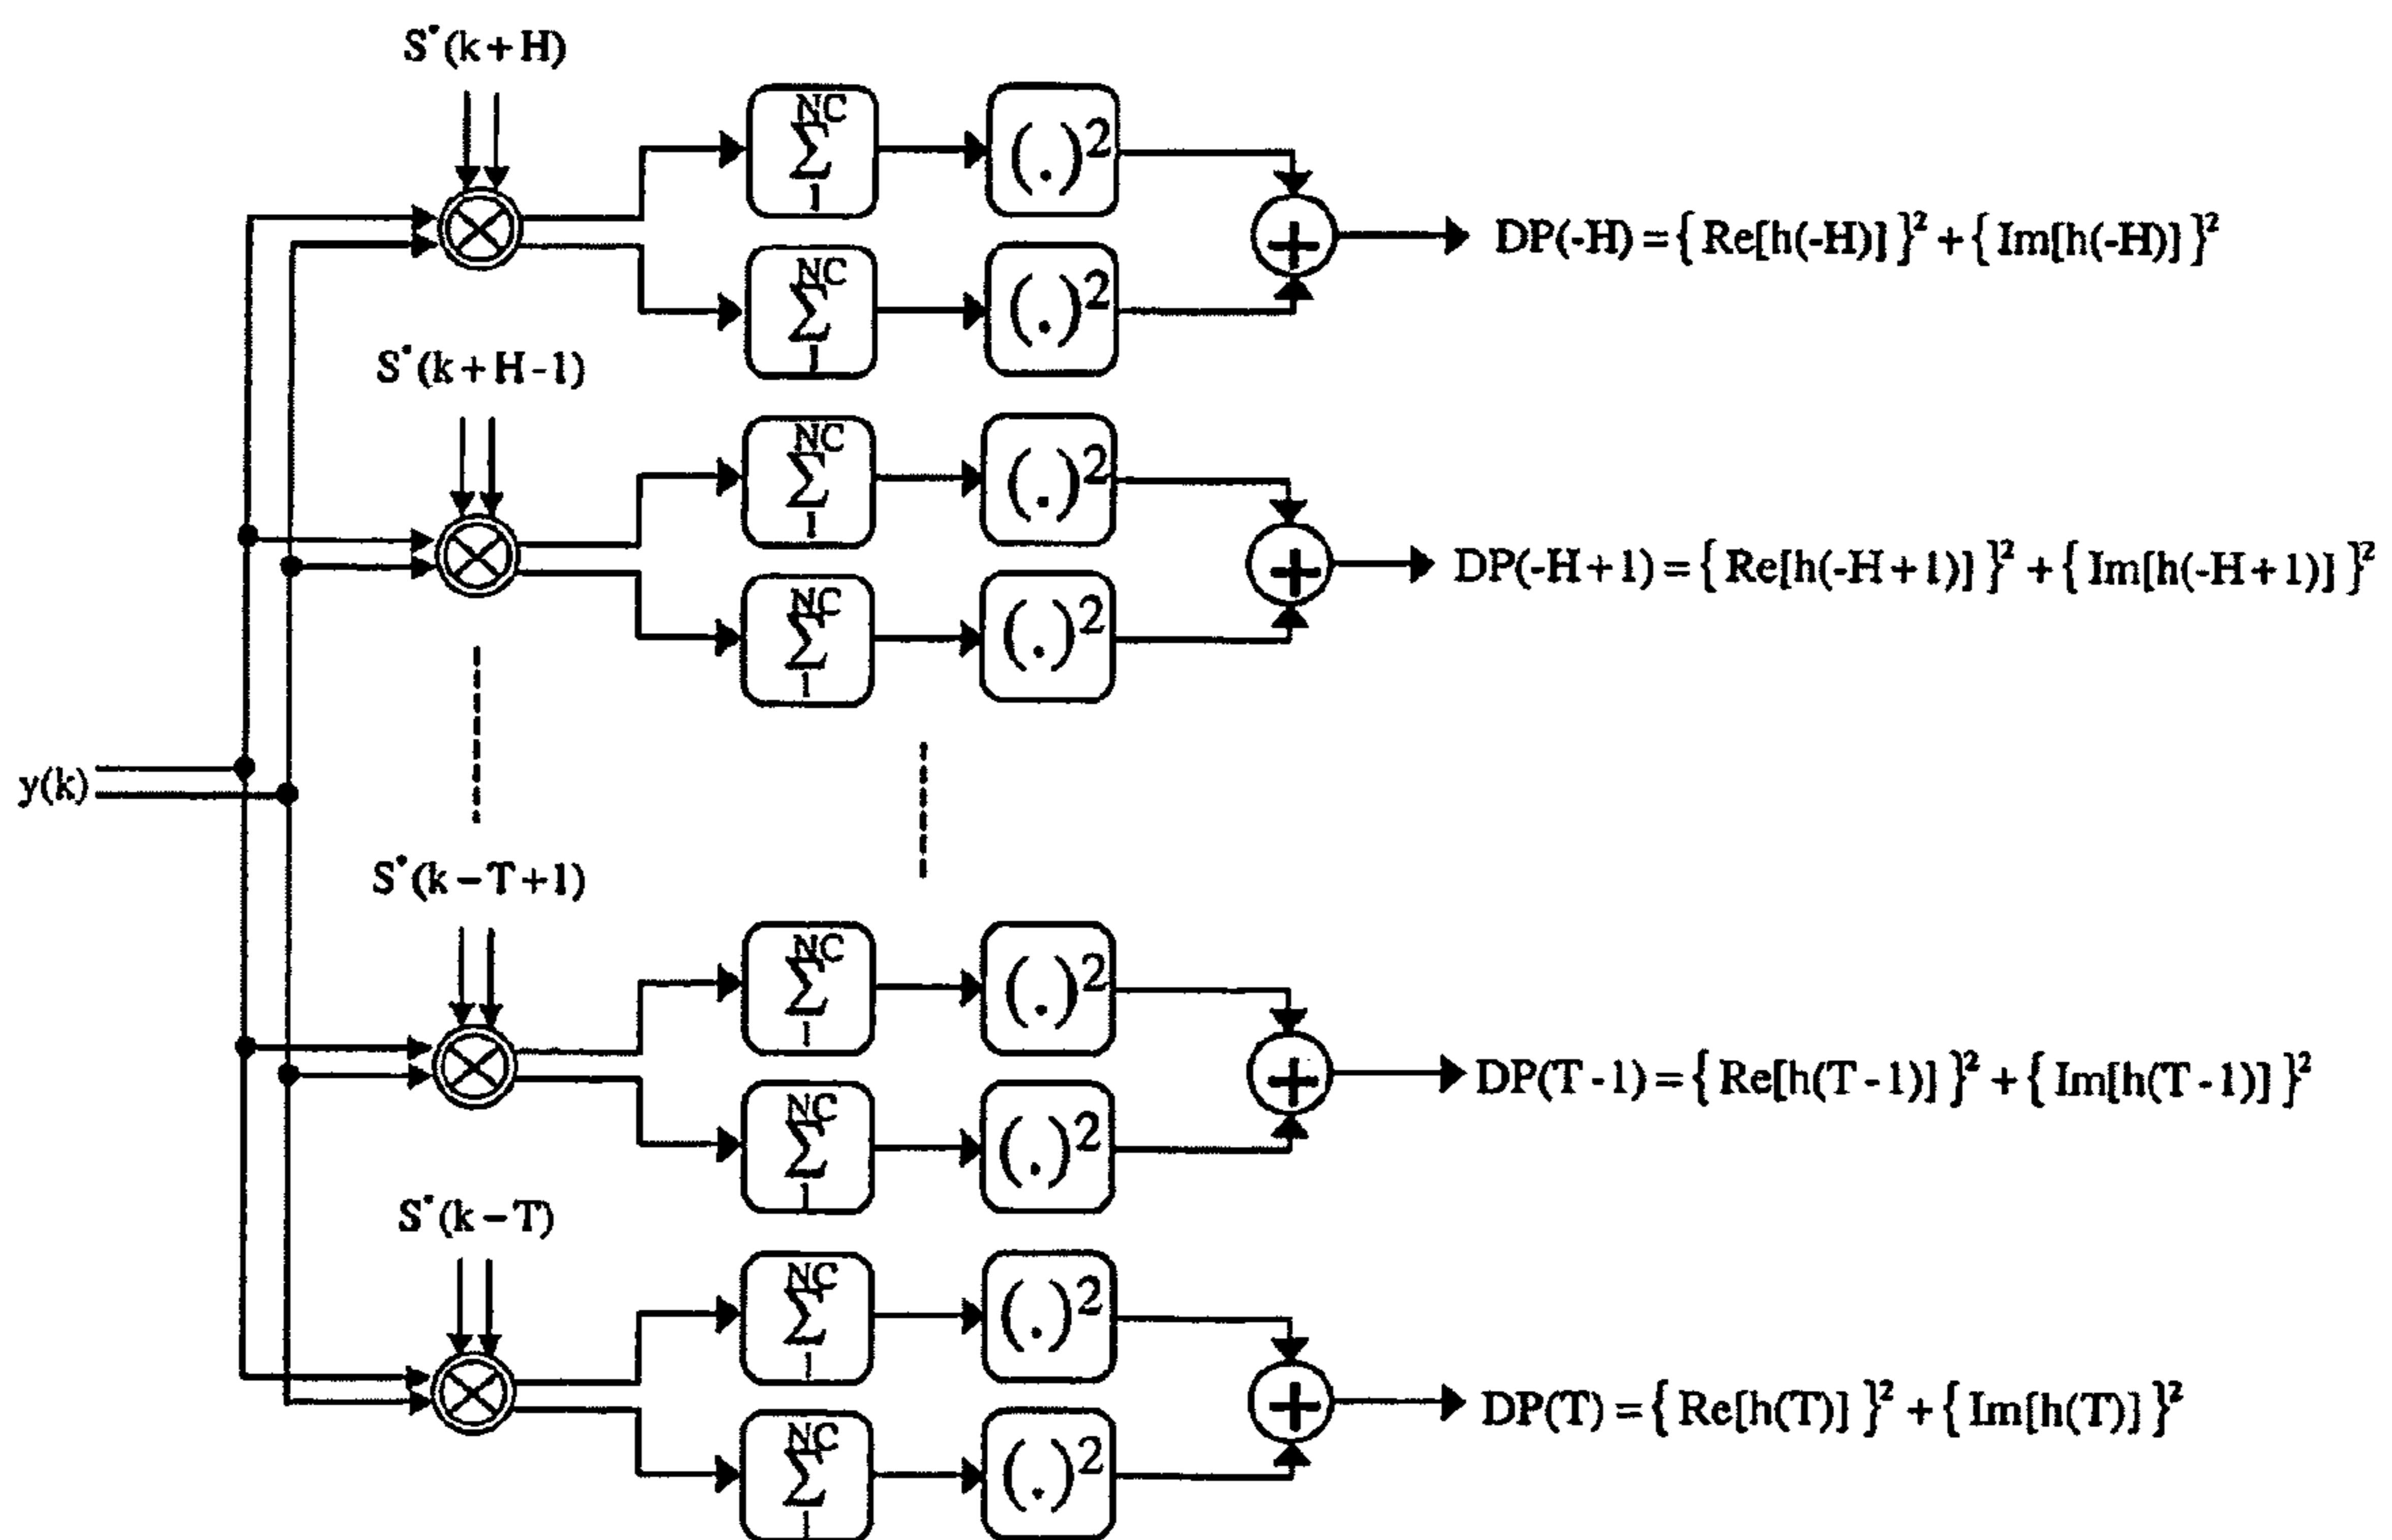 S*(k+H)
NC
Σ
1
(.)²
NC
Σ
1
(.)²
+
DP(-H) = { Re[h(-H)] }² + { Im[h(-H)] }²
S*(k+H-1)
NC
Σ
1
(.)²
NC
Σ
1
(.)²
+
DP(-H+1) = { Re[h(-H+1)] }² + { Im[h(-H+1)] }²
y(k)
S*(k-T+1)
NC
Σ
1
(.)²
NC
Σ
1
(.)²
+
DP(T-1) = { Re[h(T-1)] }² + { Im[h(T-1)] }²
S*(k-T)
NC
Σ
1
(.)²
NC
Σ
1
(.)²
+
DP(T) = { Re[h(T)] }² + { Im[h(T)] }²